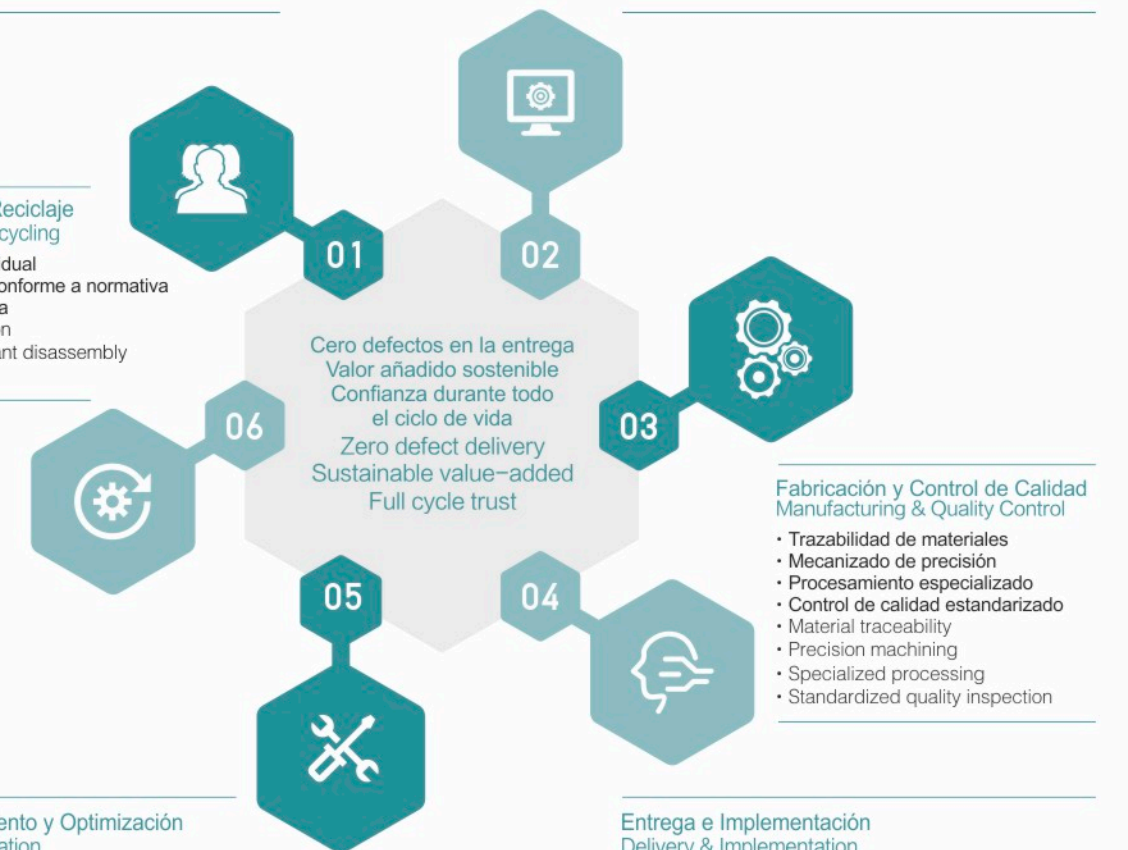 01
02
Reciclaje
cycling
dual
onforme a normativa
a
n
ant disassembly
Cero defectos en la entrega
Valor añadido sostenible
Confianza durante todo
el ciclo de vida
Zero defect delivery
Sustainable value-added
Full cycle trust
03
06
Fabricación y Control de Calidad
Manufacturing & Quality Control
· Trazabilidad de materiales
· Mecanizado de precisión
· Procesamiento especializado
· Control de calidad estandarizado
· Material traceability
· Precision machining
· Specialized processing
· Standardized quality inspection
05
04
ento y Optimización
ation
Entrega e Implementación
Delivery & Implementation